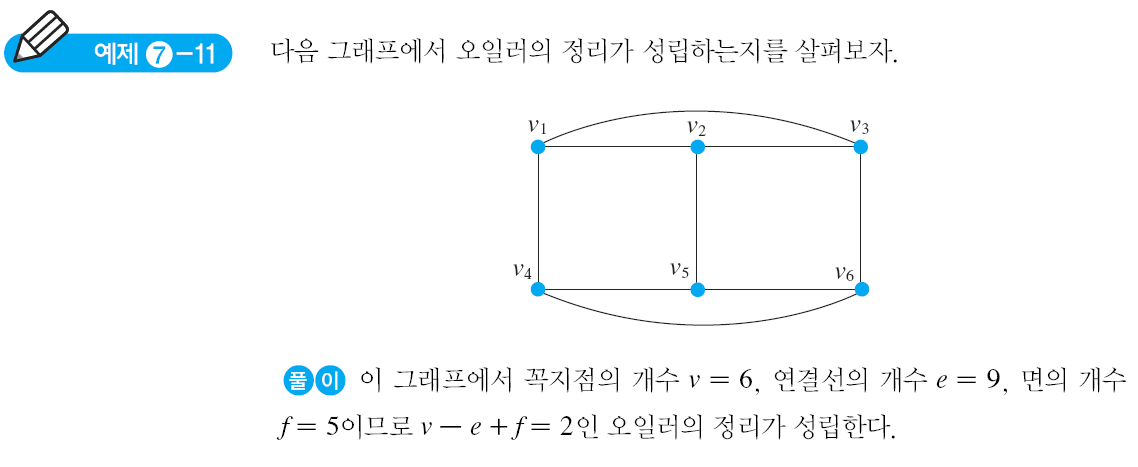 예제 7-11 다음 그래프에서 오일러의 정리가 성립하는지를 살펴보자.
v1 v2 v3
v4 v5 v6
풀이 이 그래프에서 꼭지점의 개수 v = 6, 연결선의 개수 e = 9, 면의 개수
f = 5이므로 v - e + f = 2인 오일러의 정리가 성립한다.